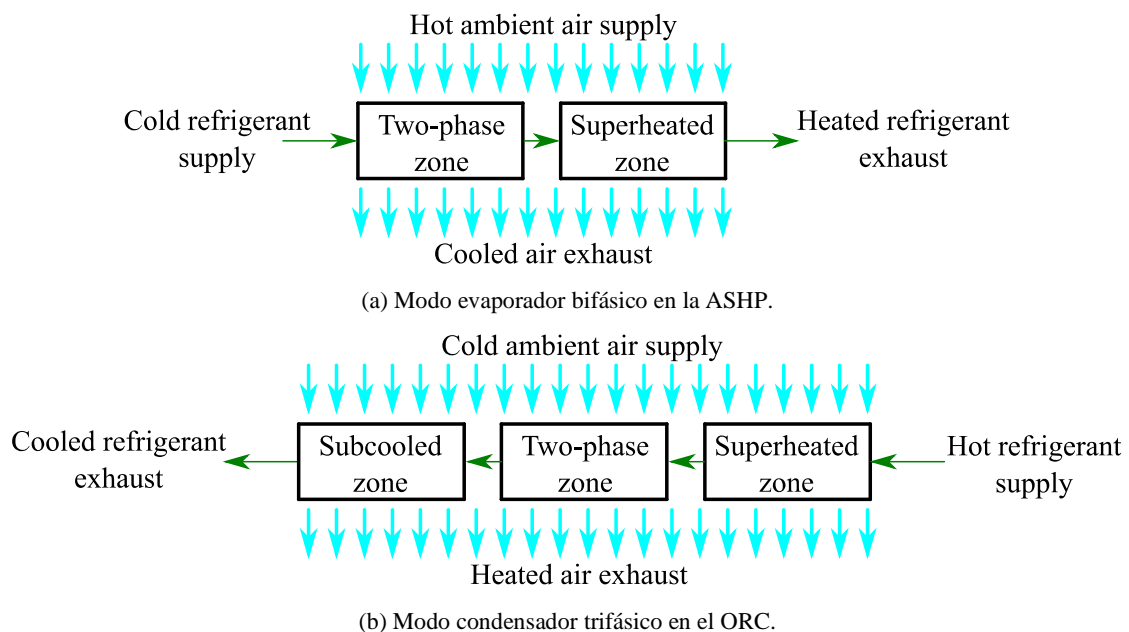 Hot ambient air supply
Cold refrigerant
supply
Two-phase
zone
Superheated
zone
Heated refrigerant
exhaust
Cooled air exhaust
(a) Modo evaporador bifásico en la ASHP.
Cold ambient air supply
Cooled refrigerant
exhaust
Subcooled
zone
Two-phase
zone
Superheated
zone
Hot refrigerant
supply
Heated air exhaust
(b) Modo condensador trifásico en el ORC.